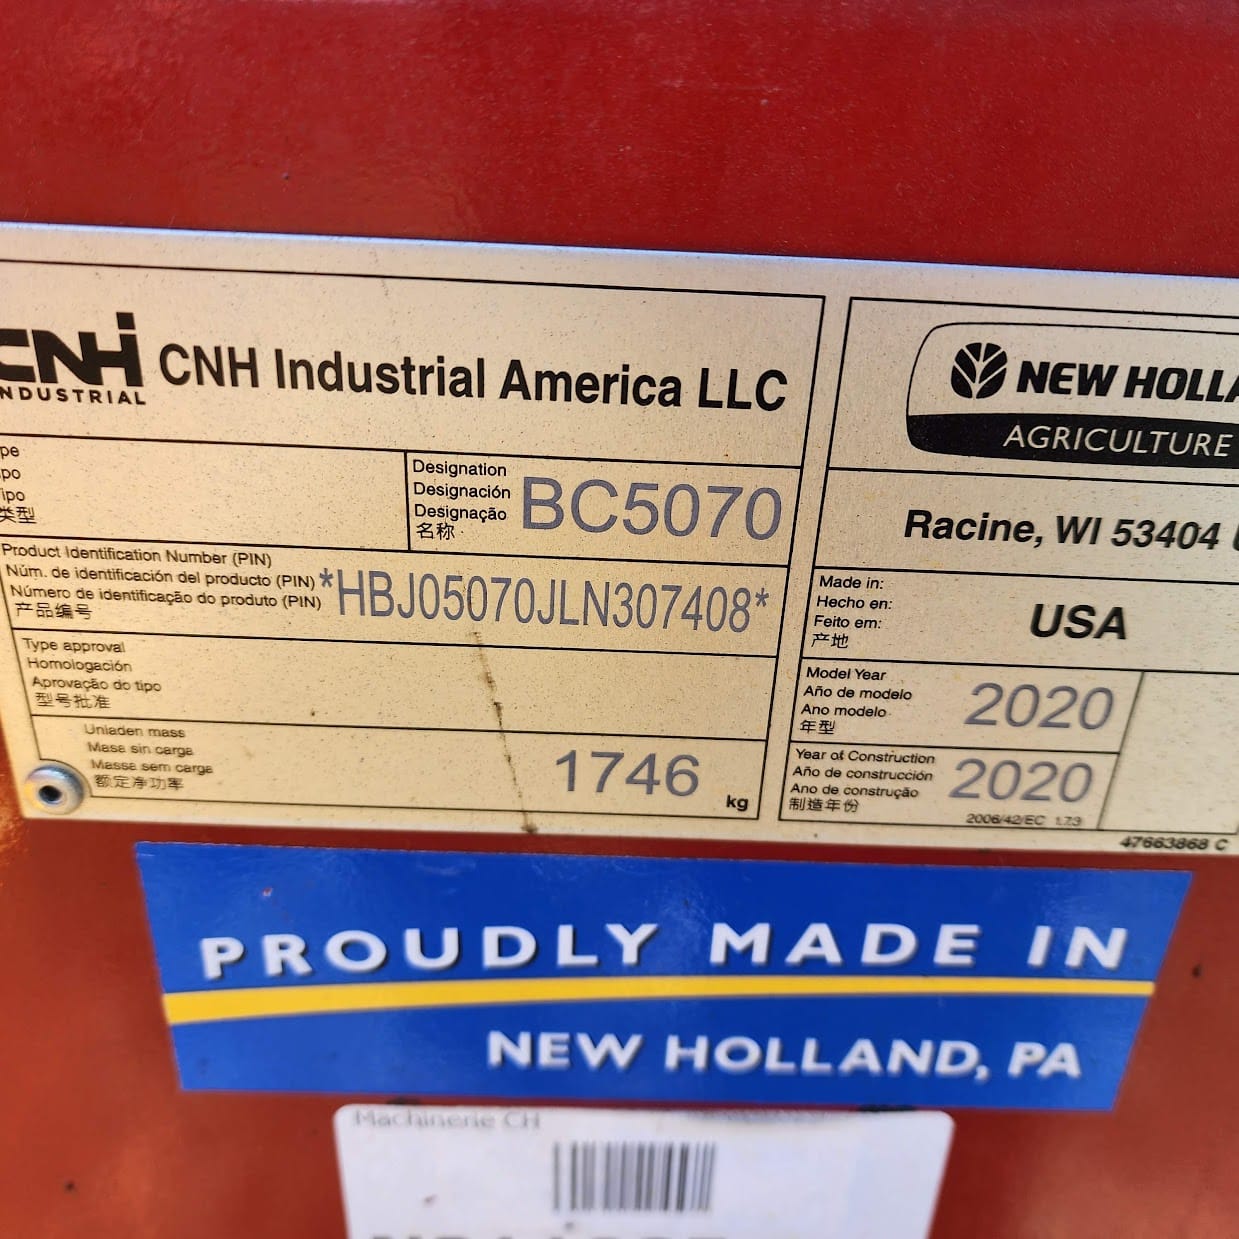 CNHi
INDUSTRIAL
CNH Industrial America LLC
NEW HOLLA
AGRICULTURE
Designation
Designación
Designação
名称
BC5070
类型
Racine, WI 53404
Product Identification Number (PIN)
Núm. de identificación del producto (PIN)
Número de identificação do produto (PIN)
产品编号
*HBJ05070JLN307408*
Made in:
Hecho en:
Feito em:
产地
USA
Type approval
Homologación
Aprovação do tipo
型号批准
Model Year
Año de modelo
Ano modelo
年型
2020
Unladen mass
Masa sin carga
Massa sem carga
额定净功率
1746
kg
Year of Construction
Año de construcción
Ano de construção
制造年份
2020
2006/42/EC 1.7.3
47663868 C
PROUDLY MADE IN
NEW HOLLAND, PA
Machinerie CH